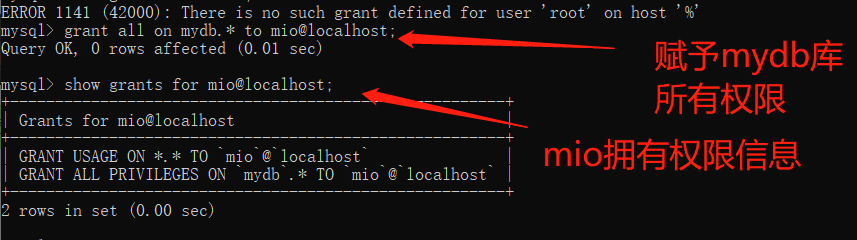 ERROR 1141 (42000): There is no such grant defined for user 'root' on host '%'
mysql> grant all on mydb.* to mio@localhost;
Query OK, 0 rows affected (0.01 sec)
赋予mydb库
所有权限
mysql> show grants for mio@localhost;
+-----------------------------------------------------------+
| Grants for mio@localhost |
+-----------------------------------------------------------+
| GRANT USAGE ON *.* TO `mio`@`localhost` |
| GRANT ALL PRIVILEGES ON `mydb`.* TO `mio`@`localhost` |
+-----------------------------------------------------------+
mio拥有权限信息
2 rows in set (0.00 sec)